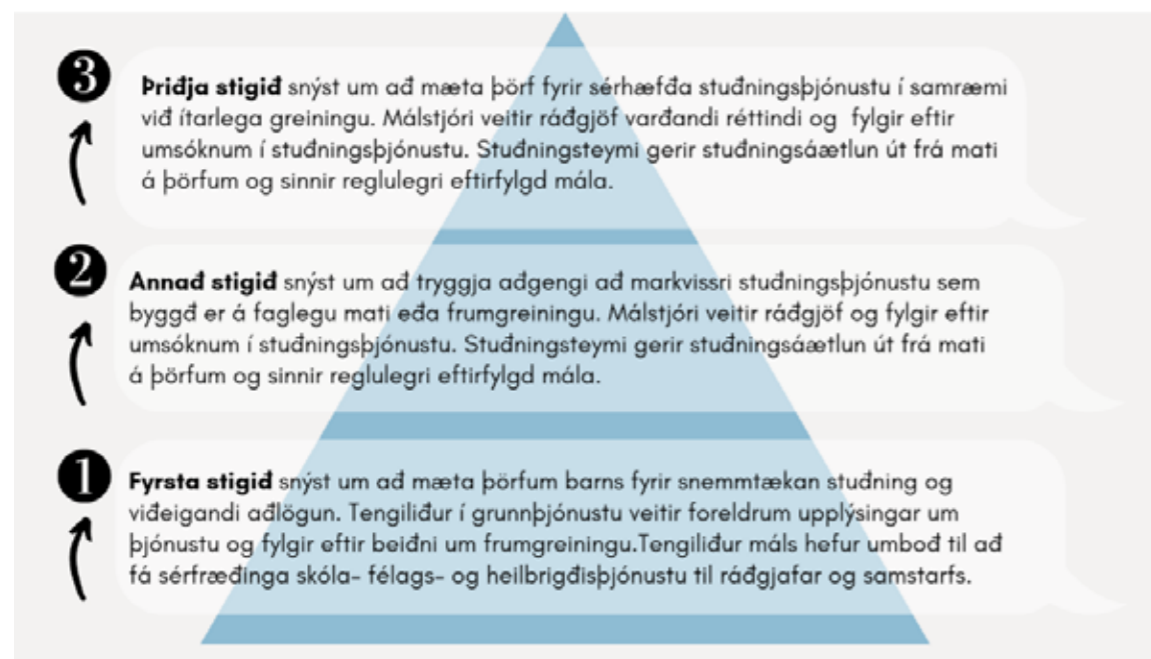 3
Þriðja stigið snýst um að mæta þörf fyrir sérhæfða stuðningsþjónustu í samræmi
við ítarlega greiningu. Málstjóri veitir ráðgjöf varðandi réttindi og fylgir eftir
umsóknum í stuðningsþjónustu. Stuðningsteymi gerir stuðningsáætlun út frá mati
á þörfum og sinnir reglulegri eftirfylgd mála.
2
Annað stigið snýst um að tryggja aðgengi að markvissri stuðningsþjónustu sem
byggð er á faglegu mati eða frumgreiningu. Málstjóri veitir ráðgjöf og fylgir eftir
umsóknum í stuðningsþjónustu. Stuðningsteymi gerir stuðningsáætlun út frá mati
á þörfum og sinnir reglulegri eftirfylgd mála.
1
Fyrsta stigið snýst um að mæta þörfum barns fyrir snemmtækan stuðning og
viðeigandi aðlögun. Tengiliður í grunnþjónustu veitir foreldrum upplýsingar um
þjónustu og fylgir eftir beiðni um frumgreiningu.Tengiliður máls hefur umboð til að
fá sérfræðinga skóla- félags- og heilbrigðisþjónustu til ráðgjafar og samstarfs.